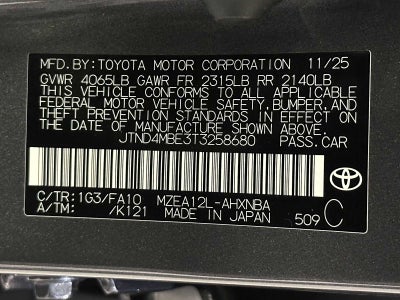 MFD. BY: TOYOTA MOTOR CORPORATION 11/25
GVWR 4065LB GAWR FR 2315LB RR 2140LB
THIS VEHICLE CONFORMS TO ALL APPLICABLE
FEDERAL MOTOR VEHICLE SAFETY, BUMPER, AND
THEFT PREVENTION STANDARDS IN EFFECT ON
THE DATE OF MANUFACTURE SHOWN ABOVE.
JTND4MBE3T3258680 PASS. CAR
C/TR: 1G3/FA10 MZEA12L-AHXNBA
A/TM: /K121 MADE IN JAPAN 509 C
TOYOTA